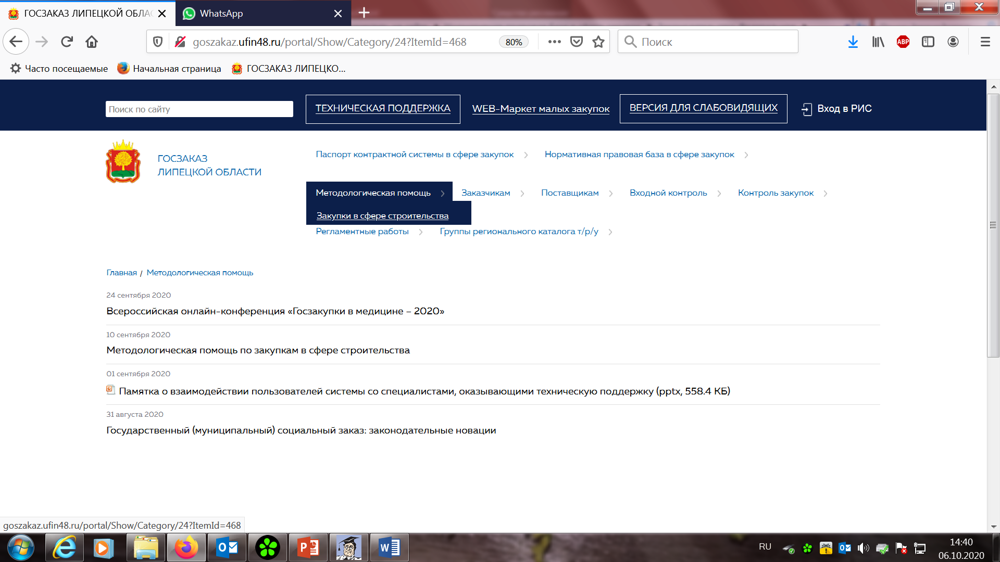 ГОСЗАКАЗ ЛИПЕЦКОЙ ОБЛАС
WhatsApp
goszakaz.ufin48.ru/portal/Show/Category/24?ItemId=468
80%
Поиск
ABP
Часто посещаемые
Начальная страница
ГОСЗАКАЗ ЛИПЕЦКО...
Поиск по сайту
ТЕХНИЧЕСКАЯ ПОДДЕРЖКА
WEB-Маркет малых закупок
ВЕРСИЯ ДЛЯ СЛАБОВИДЯЩИХ
Вход в РИС
ГОСЗАКАЗ
ЛИПЕЦКОЙ ОБЛАСТИ
Паспорт контрактной системы в сфере закупок
Нормативная правовая база в сфере закупок
Методологическая помощь
Заказчикам
Поставщикам
Входной контроль
Контроль закупок
Закупки в сфере строительства
Регламентные работы
Группы регионального каталога т/р/у
Главная / Методологическая помощь
24 сентября 2020
Всероссийская онлайн-конференция «Госзакупки в медицине – 2020»
10 сентября 2020
Методологическая помощь по закупкам в сфере строительства
01 сентября 2020
Памятка о взаимодействии пользователей системы со специалистами, оказывающими техническую поддержку (pptx, 558.4 КБ)
31 августа 2020
Государственный (муниципальный) социальный заказ: законодательные новации
goszakaz.ufin48.ru/portal/Show/Category/24?ItemId=468
RU
14:40
06.10.2020